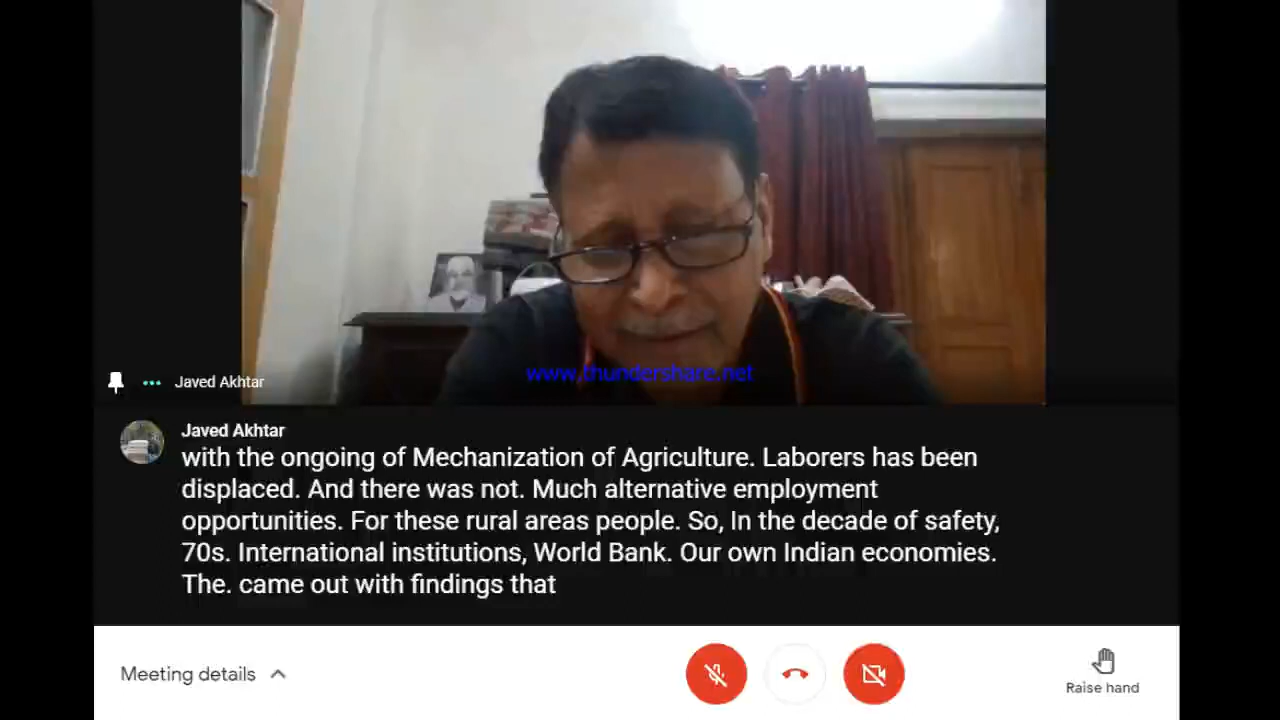 www.thundershare.net
Javed Akhtar
Javed Akhtar
with the ongoing of Mechanization of Agriculture. Laborers has been
displaced. And there was not. Much alternative employment
opportunities. For these rural areas people. So, In the decade of safety,
70s. International institutions, World Bank. Our own Indian economies.
The. came out with findings that
Meeting details
Raise hand